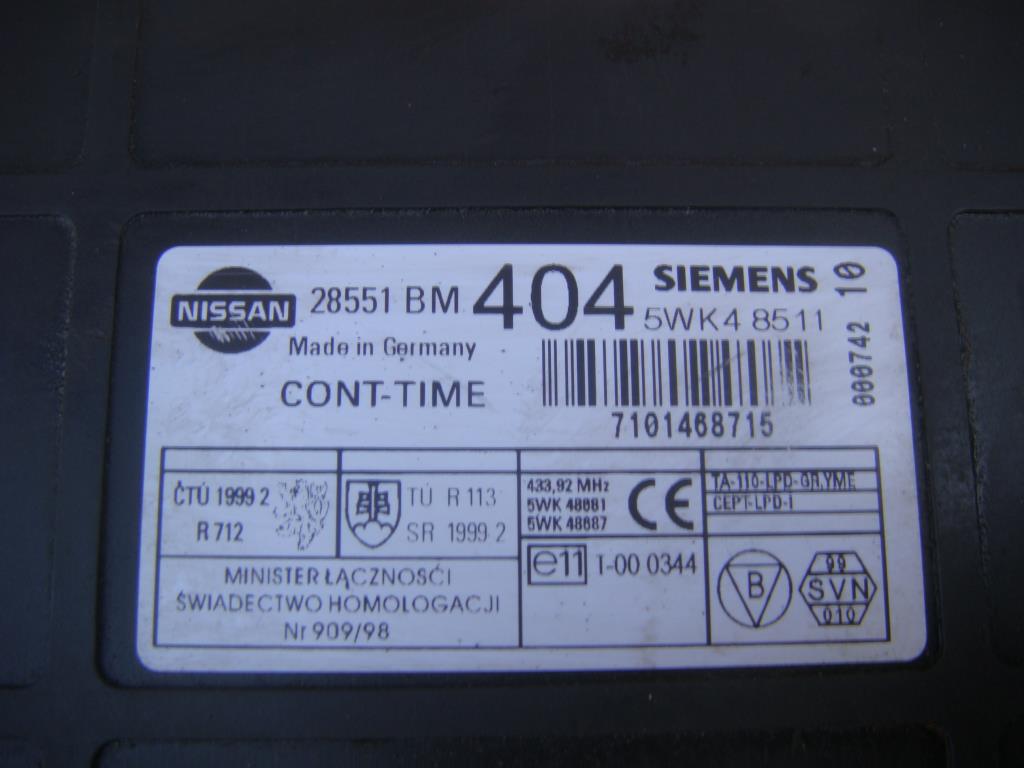 NISSAN
28551 BM 404
SIEMENS
5WK4 8511
000742 10
Made in Germany
CONT-TIME
7101468715
ČTÚ 1999 2
R 712
TÚ R 113
SR 1999 2
433,92 MHz
5WK 48681
5WK 48687
CE
TA-110-LPD-GR,YME
CEPT-LPD-I
MINISTER ŁĄCZNOŚĆI
ŚWIADECTWO HOMOLOGACJI
Nr 909/98
e11 I-00 0344
B
99
SVN
010